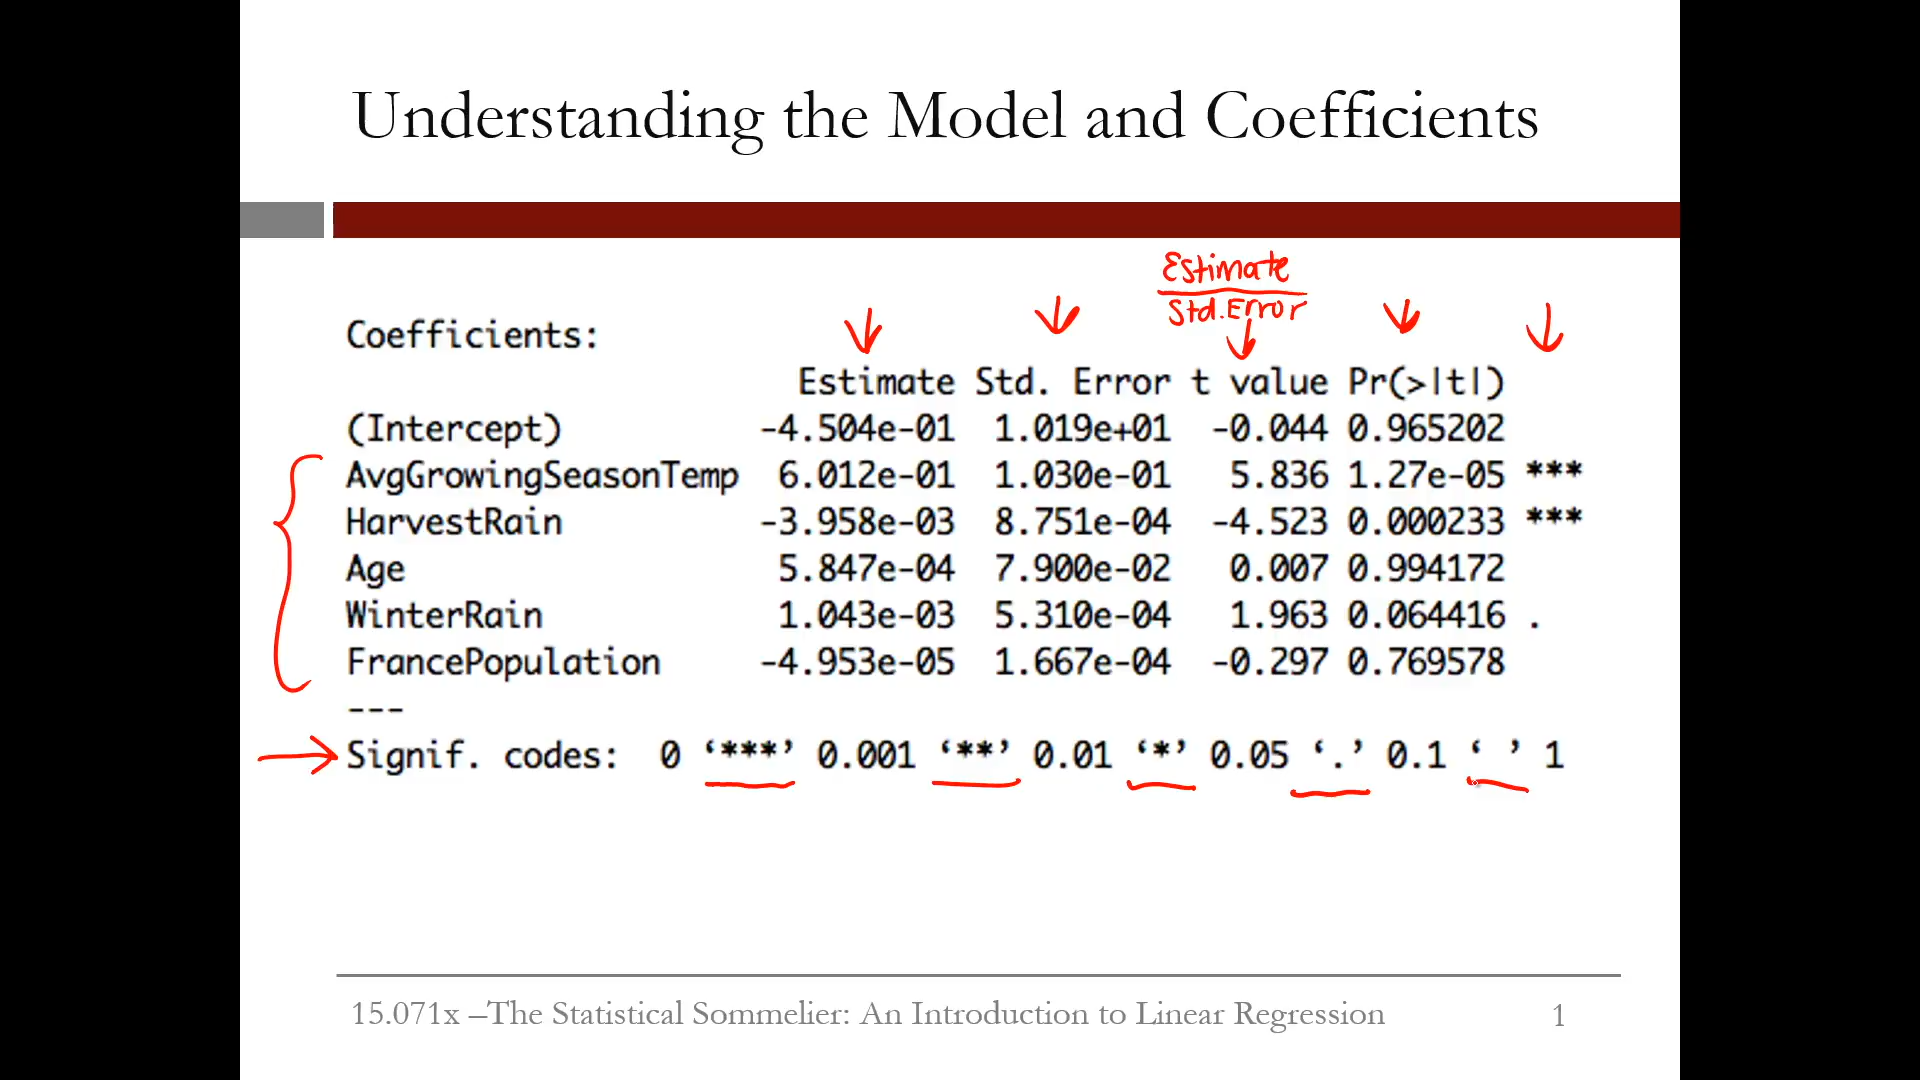 Understanding the Model and Coefficients
Estimate
Std. Error
Coefficients:
Estimate Std. Error t value Pr(>|t|)
(Intercept) -4.504e-01 1.019e+01 -0.044 0.965202
AvgGrowingSeasonTemp 6.012e-01 1.030e-01 5.836 1.27e-05 ***
HarvestRain -3.958e-03 8.751e-04 -4.523 0.000233 ***
Age 5.847e-04 7.900e-02 0.007 0.994172
WinterRain 1.043e-03 5.310e-04 1.963 0.064416 .
FrancePopulation -4.953e-05 1.667e-04 -0.297 0.769578
---
Signif. codes: 0 ‘***’ 0.001 ‘**’ 0.01 ‘*’ 0.05 ‘.’ 0.1 ‘ ’ 1
15.071x –The Statistical Sommelier: An Introduction to Linear Regression 1